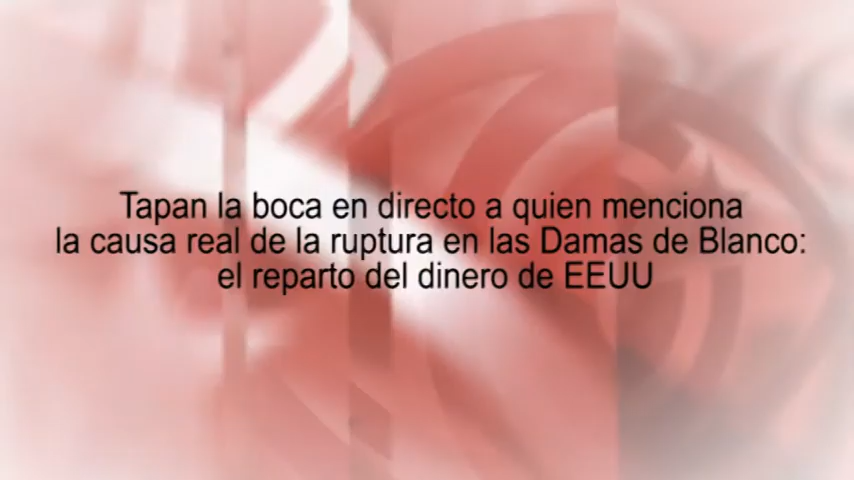 Tapan la boca en directo a quien menciona
la causa real de la ruptura en las Damas de Blanco:
el reparto del dinero de EEUU